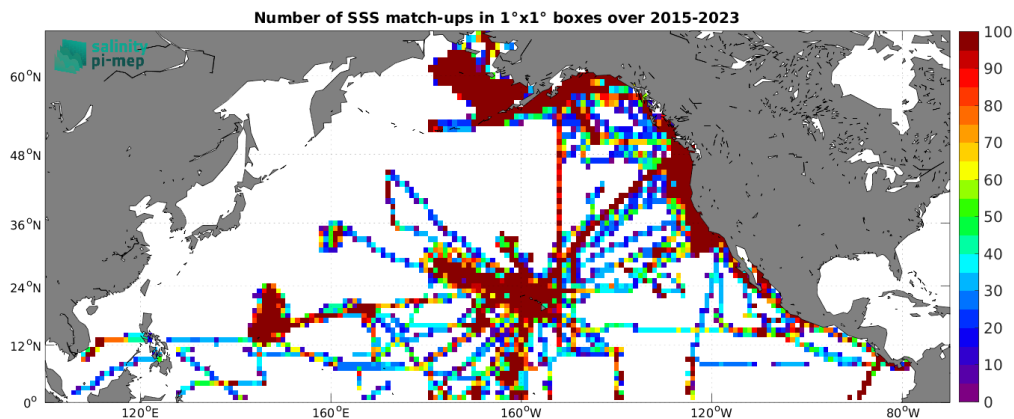 Number of SSS match-ups in 1°x1° boxes over 2015-2023
salinity
pi-mep
60°N
48°N
36°N
24°N
12°N
0°
120°E
160°E
160°W
120°W
80°W
100
90
80
70
60
50
40
30
20
10
0